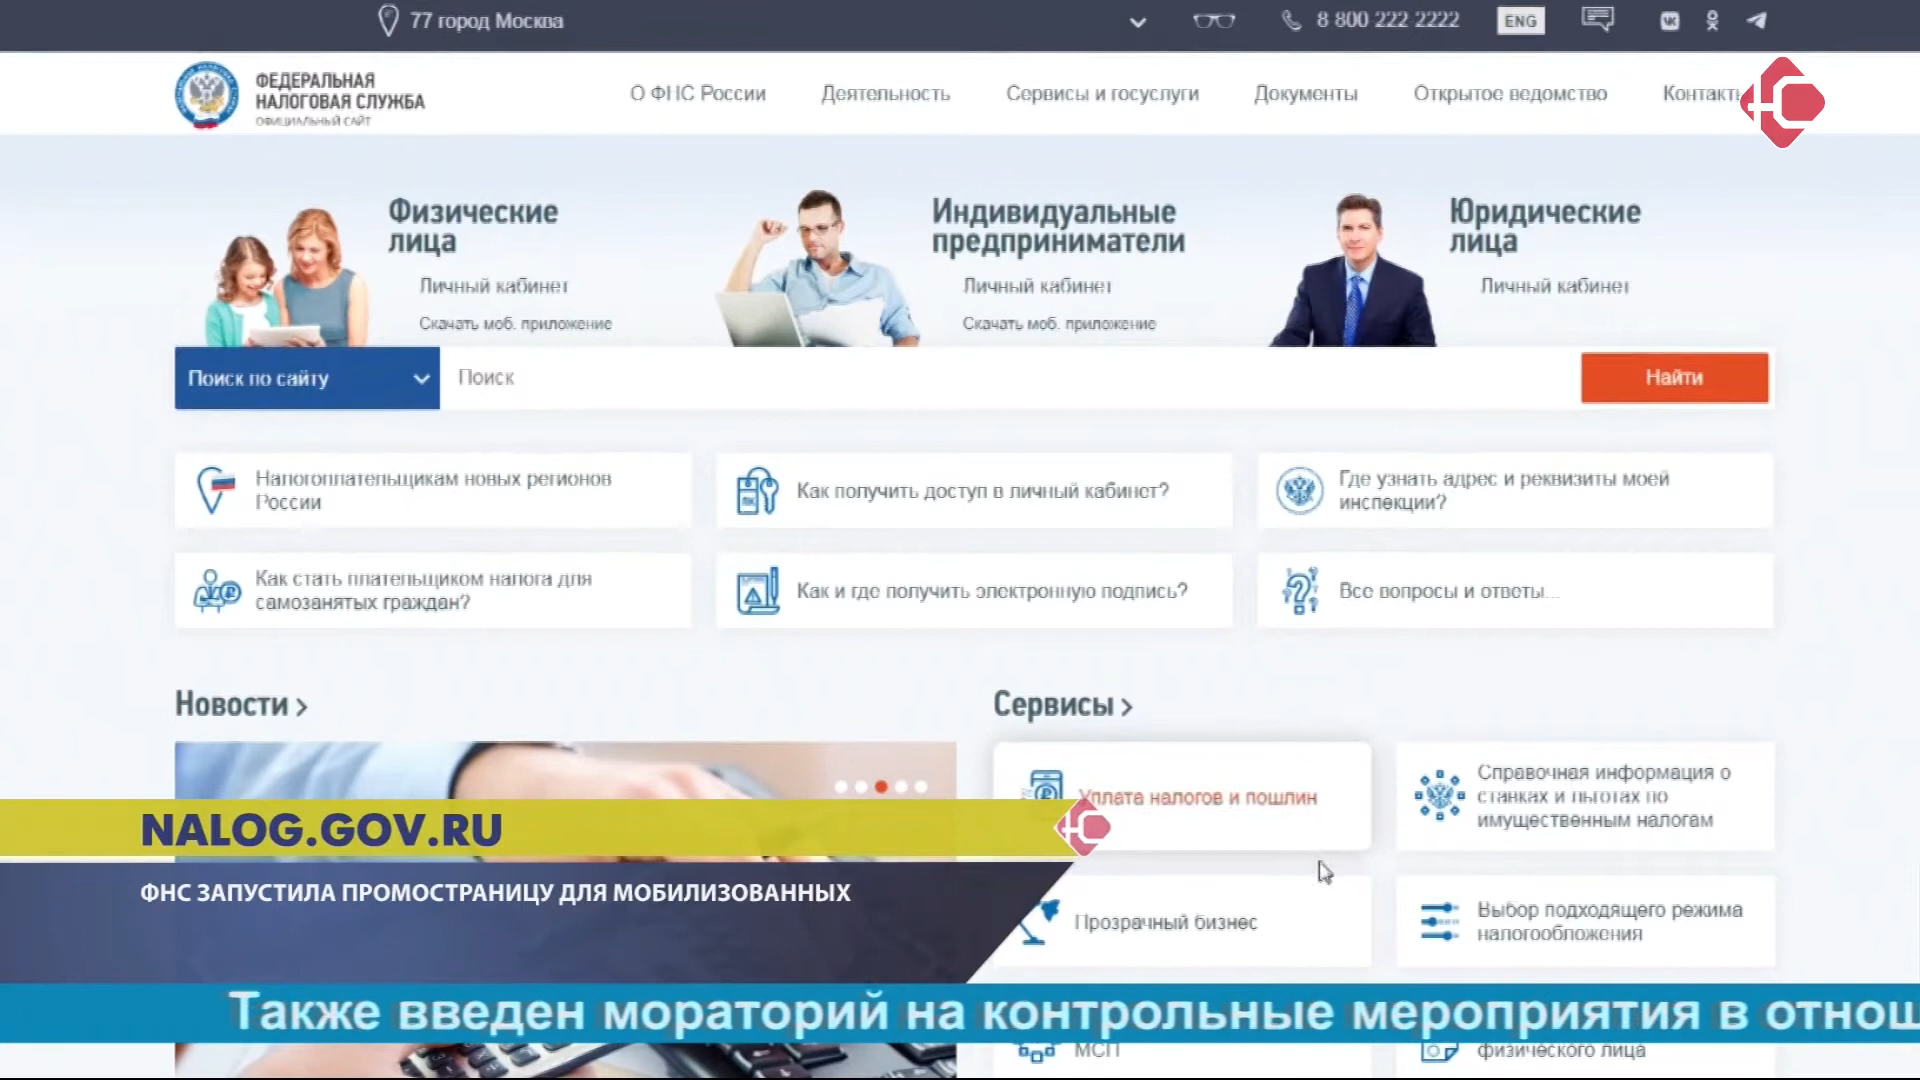 77 город Москва
8 800 222 2222
ENG
ФЕДЕРАЛЬНАЯ
НАЛОГОВАЯ СЛУЖБА
ОФИЦИАЛЬНЫЙ САЙТ
О ФНС России
Деятельность
Сервисы и госуслуги
Документы
Открытое ведомство
Контакт
Физические
лица
Личный кабинет
Скачать моб. приложение
Индивидуальные
предприниматели
Личный кабинет
Скачать моб. приложение
Юридические
лица
Личный кабинет
Поиск по сайту
Поиск
Найти
Налогоплательщикам новых регионов
России
Как получить доступ в личный кабинет?
Где узнать адрес и реквизиты моей
инспекции?
Как стать плательщиком налога для
самозанятых граждан?
Как и где получить электронную подпись?
Все вопросы и ответы...
Новости >
Сервисы >
Уплата налогов и пошлин
Справочная информация о
ставках и льготах по
имущественным налогам
NALOG.GOV.RU
ФНС ЗАПУСТИЛА ПРОМОСТРАНИЦУ ДЛЯ МОБИЛИЗОВАННЫХ
Прозрачный бизнес
Выбор подходящего режима
налогообложения
Также введен мораторий на контрольные мероприятия в отнош
МСП
физического лица